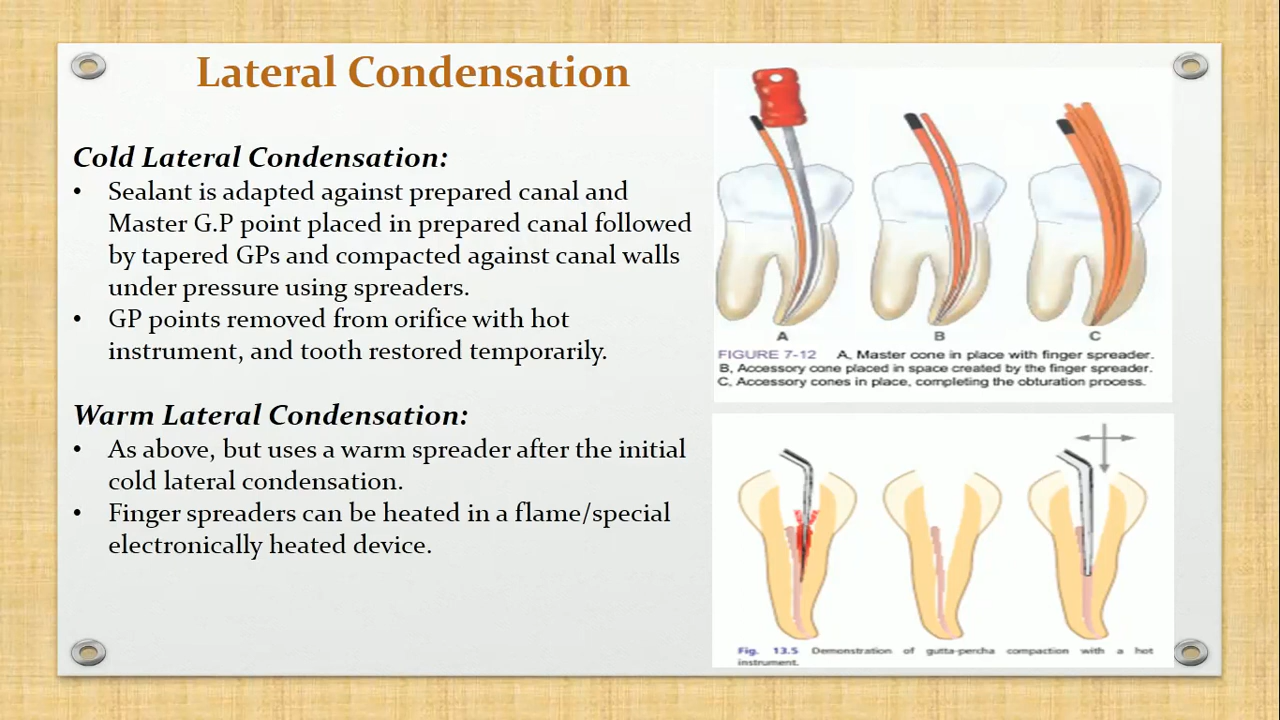 Lateral Condensation
Cold Lateral Condensation:
• Sealant is adapted against prepared canal and
Master G.P point placed in prepared canal followed
by tapered GPs and compacted against canal walls
under pressure using spreaders.
• GP points removed from orifice with hot
instrument, and tooth restored temporarily.
Warm Lateral Condensation:
• As above, but uses a warm spreader after the initial
cold lateral condensation.
• Finger spreaders can be heated in a flame/special
electronically heated device.
A B C
FIGURE 7-12 A, Master cone in place with finger spreader.
B, Accessory cone placed in space created by the finger spreader.
C, Accessory cones in place, completing the obturation process.
Fig. 13.5 Demonstration of gutta-percha compaction with a hot
instrument.